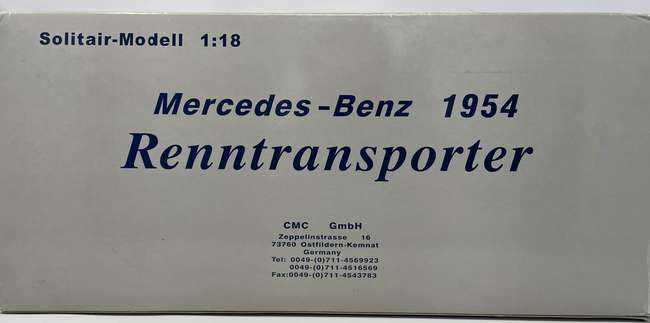 Solitair-Modell 1:18
Mercedes-Benz 1954
Renntransporter
CMC GmbH
Zeppelinstrasse 16
73760 Ostfildern-Kemnat
Germany
Tel: 0049-(0)711-4569923
0049-(0)711-4516569
Fax:0049-(0)711-4543783